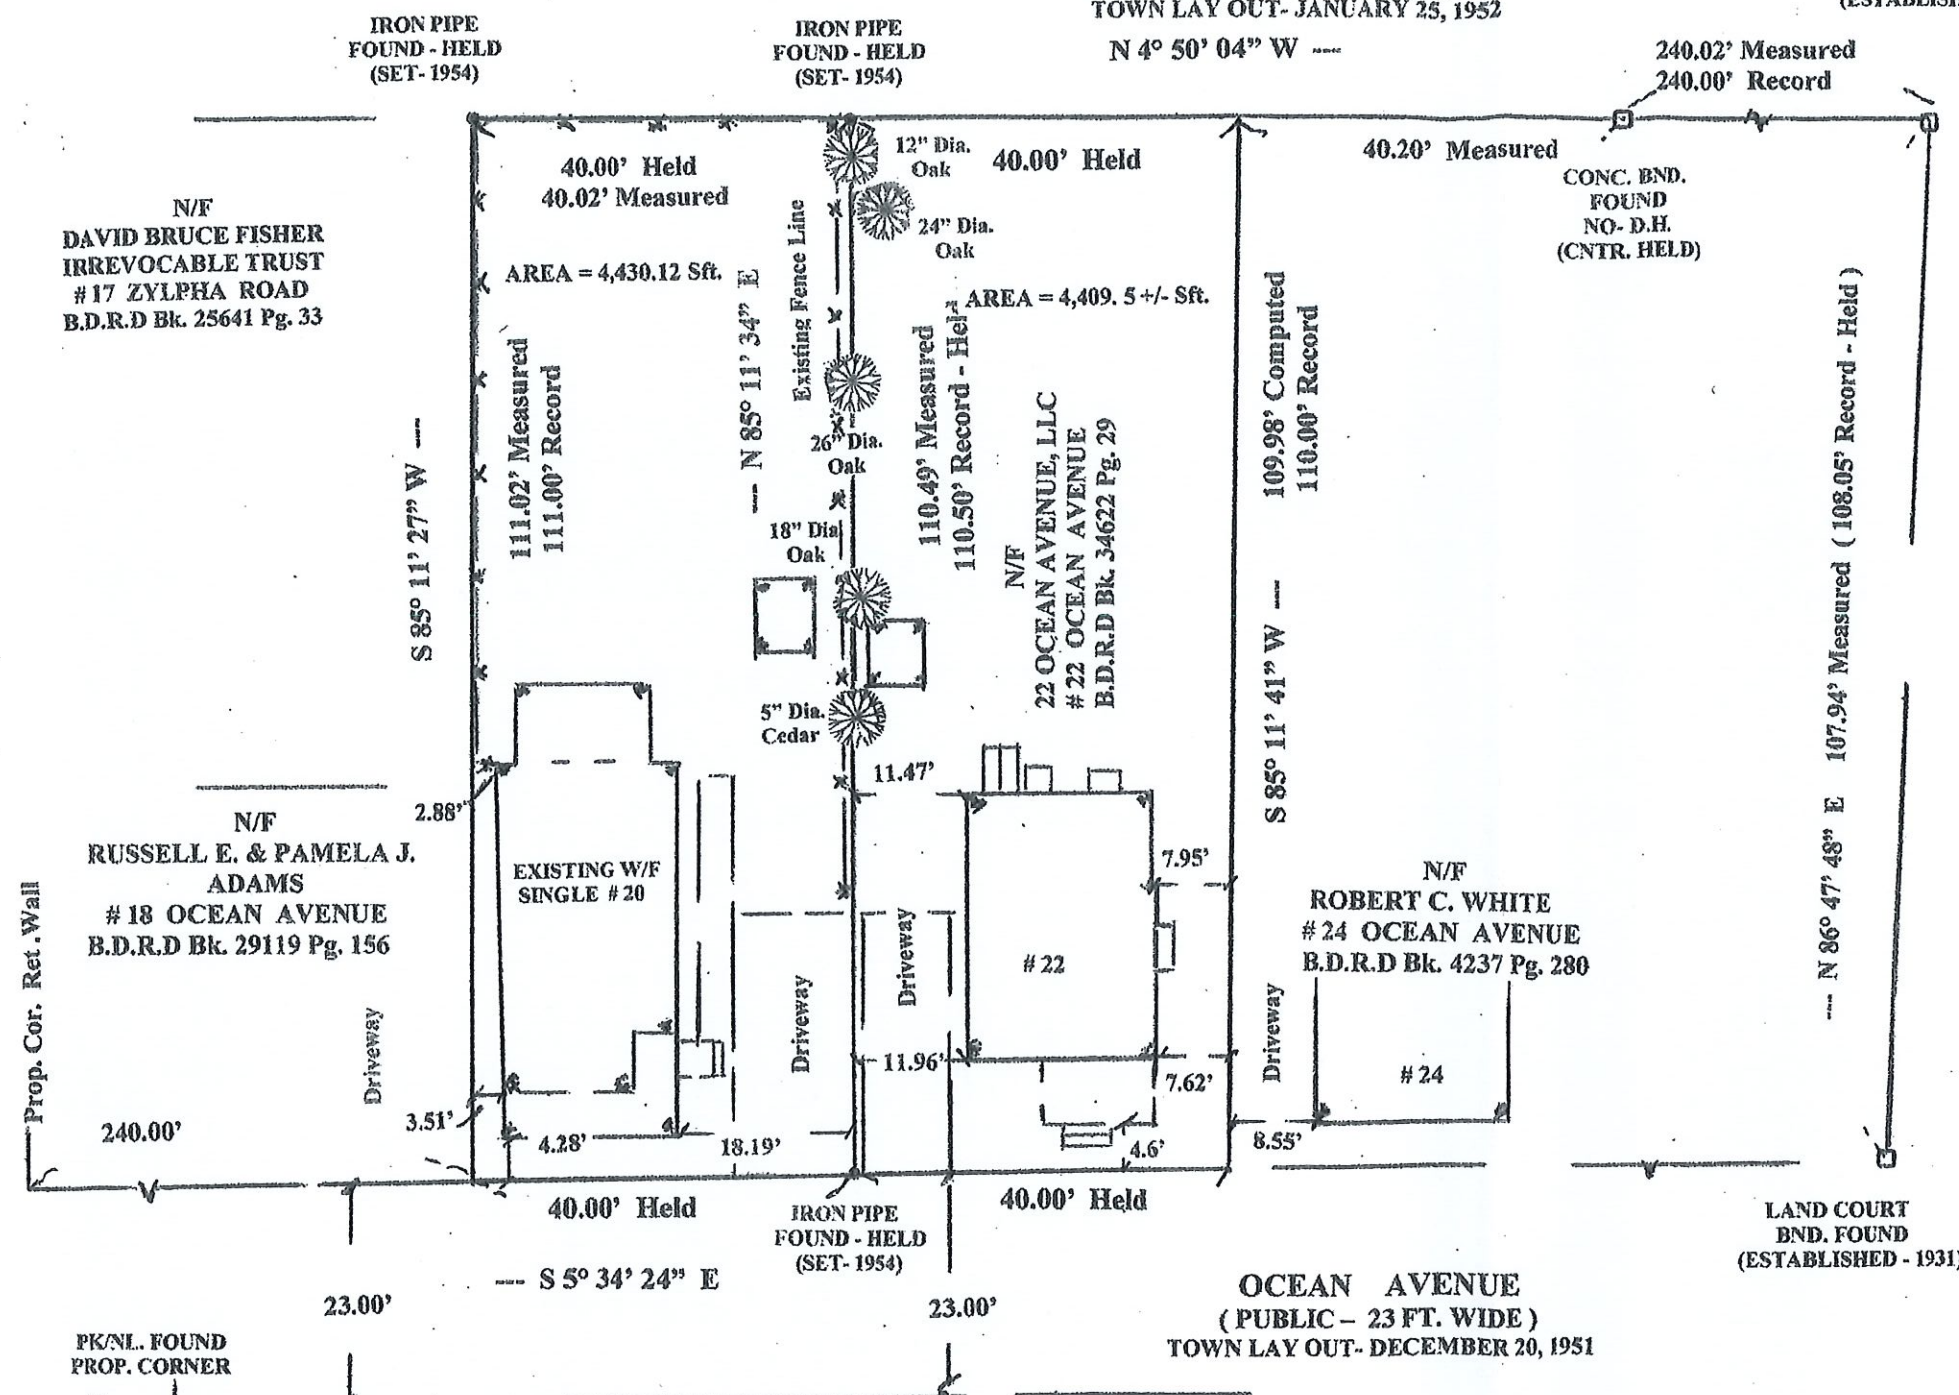 TOWN LAY OUT- JANUARY 25, 1952
N 4° 50' 04" W ---
IRON PIPE
FOUND - HELD
(SET- 1954)
IRON PIPE
FOUND - HELD
(SET- 1954)
240.02' Measured
240.00' Record
40.00' Held
40.02' Measured
12" Dia.
Oak
40.00' Held
40.20' Measured
CONC. BND.
FOUND
NO- D.H.
(CNTR. HELD)
N/F
DAVID BRUCE FISHER
IRREVOCABLE TRUST
# 17 ZYLPHA ROAD
B.D.R.D Bk. 25641 Pg. 33
24" Dia.
Oak
AREA = 4,430.12 Sft.
AREA = 4,409. 5 +/- Sft.
Existing Fence Line
--- N 85° 11' 34" E
S 85° 11' 27" W ---
111.02' Measured
111.00' Record
110.49' Measured
110.50' Record - Held
109.98' Computed
110.00' Record
S 85° 11' 41" W ---
--- N 86° 47' 48" E 107.94' Measured ( 108.05' Record - Held )
26" Dia.
Oak
18" Dia
Oak
5" Dia.
Cedar
N/F
22 OCEAN AVENUE, LLC
# 22 OCEAN AVENUE
B.D.R.D Bk. 34622 Pg. 29
11.47'
2.88'
7.95'
N/F
RUSSELL E. & PAMELA J.
ADAMS
# 18 OCEAN AVENUE
B.D.R.D Bk. 29119 Pg. 156
EXISTING W/F
SINGLE # 20
# 22
N/F
ROBERT C. WHITE
# 24 OCEAN AVENUE
B.D.R.D Bk. 4237 Pg. 280
# 24
Prop. Cor. Ret. Wall
Driveway
Driveway
Driveway
Driveway
11.96'
7.62'
3.51'
4.28'
18.19'
4.6'
8.55'
240.00'
40.00' Held
40.00' Held
IRON PIPE
FOUND - HELD
(SET- 1954)
--- S 5° 34' 24" E
23.00'
23.00'
LAND COURT
BND. FOUND
(ESTABLISHED - 1931)
OCEAN AVENUE
( PUBLIC – 23 FT. WIDE )
TOWN LAY OUT- DECEMBER 20, 1951
PK/NL. FOUND
PROP. CORNER